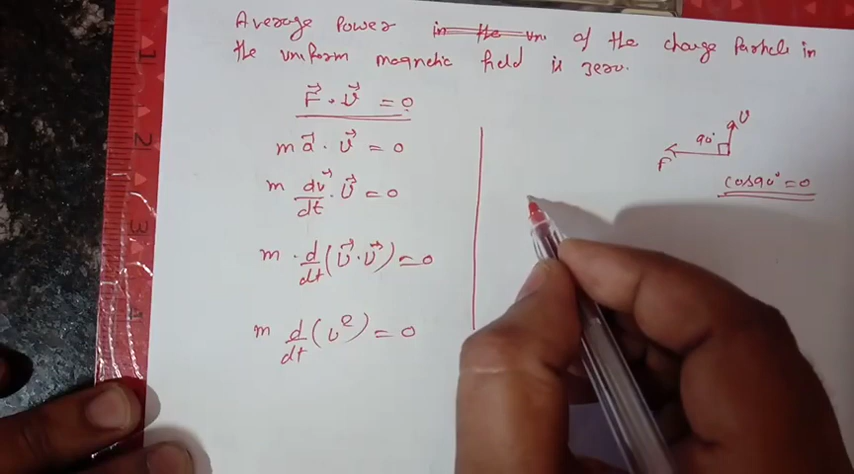 Average Power in the un. of the charge Particle in
the uniform magnetic field is zero.
F⃗ · v⃗ = 0
m a⃗ · v⃗ = 0
m dv⃗/dt · v⃗ = 0
m · d/dt (v⃗ · v⃗) = 0
m d/dt (v²) = 0
v
90°
F
cos90° = 0
1
2
3
4